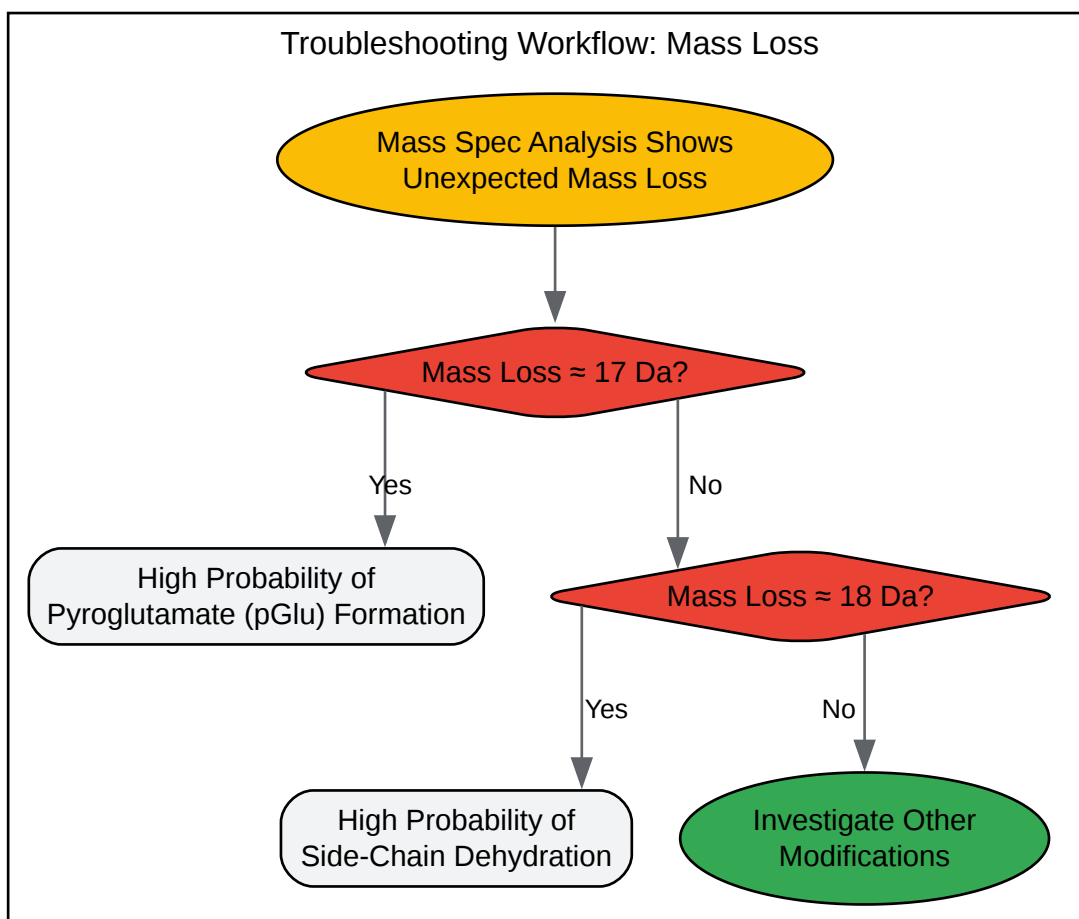 Troubleshooting Workflow: Mass Loss
Mass Spec Analysis Shows
Unexpected Mass Loss
Mass Loss ≈ 17 Da?
Yes
No
High Probability of
Pyroglutamate (pGlu) Formation
Mass Loss ≈ 18 Da?
Yes
No
High Probability of
Side-Chain Dehydration
Investigate Other
Modifications